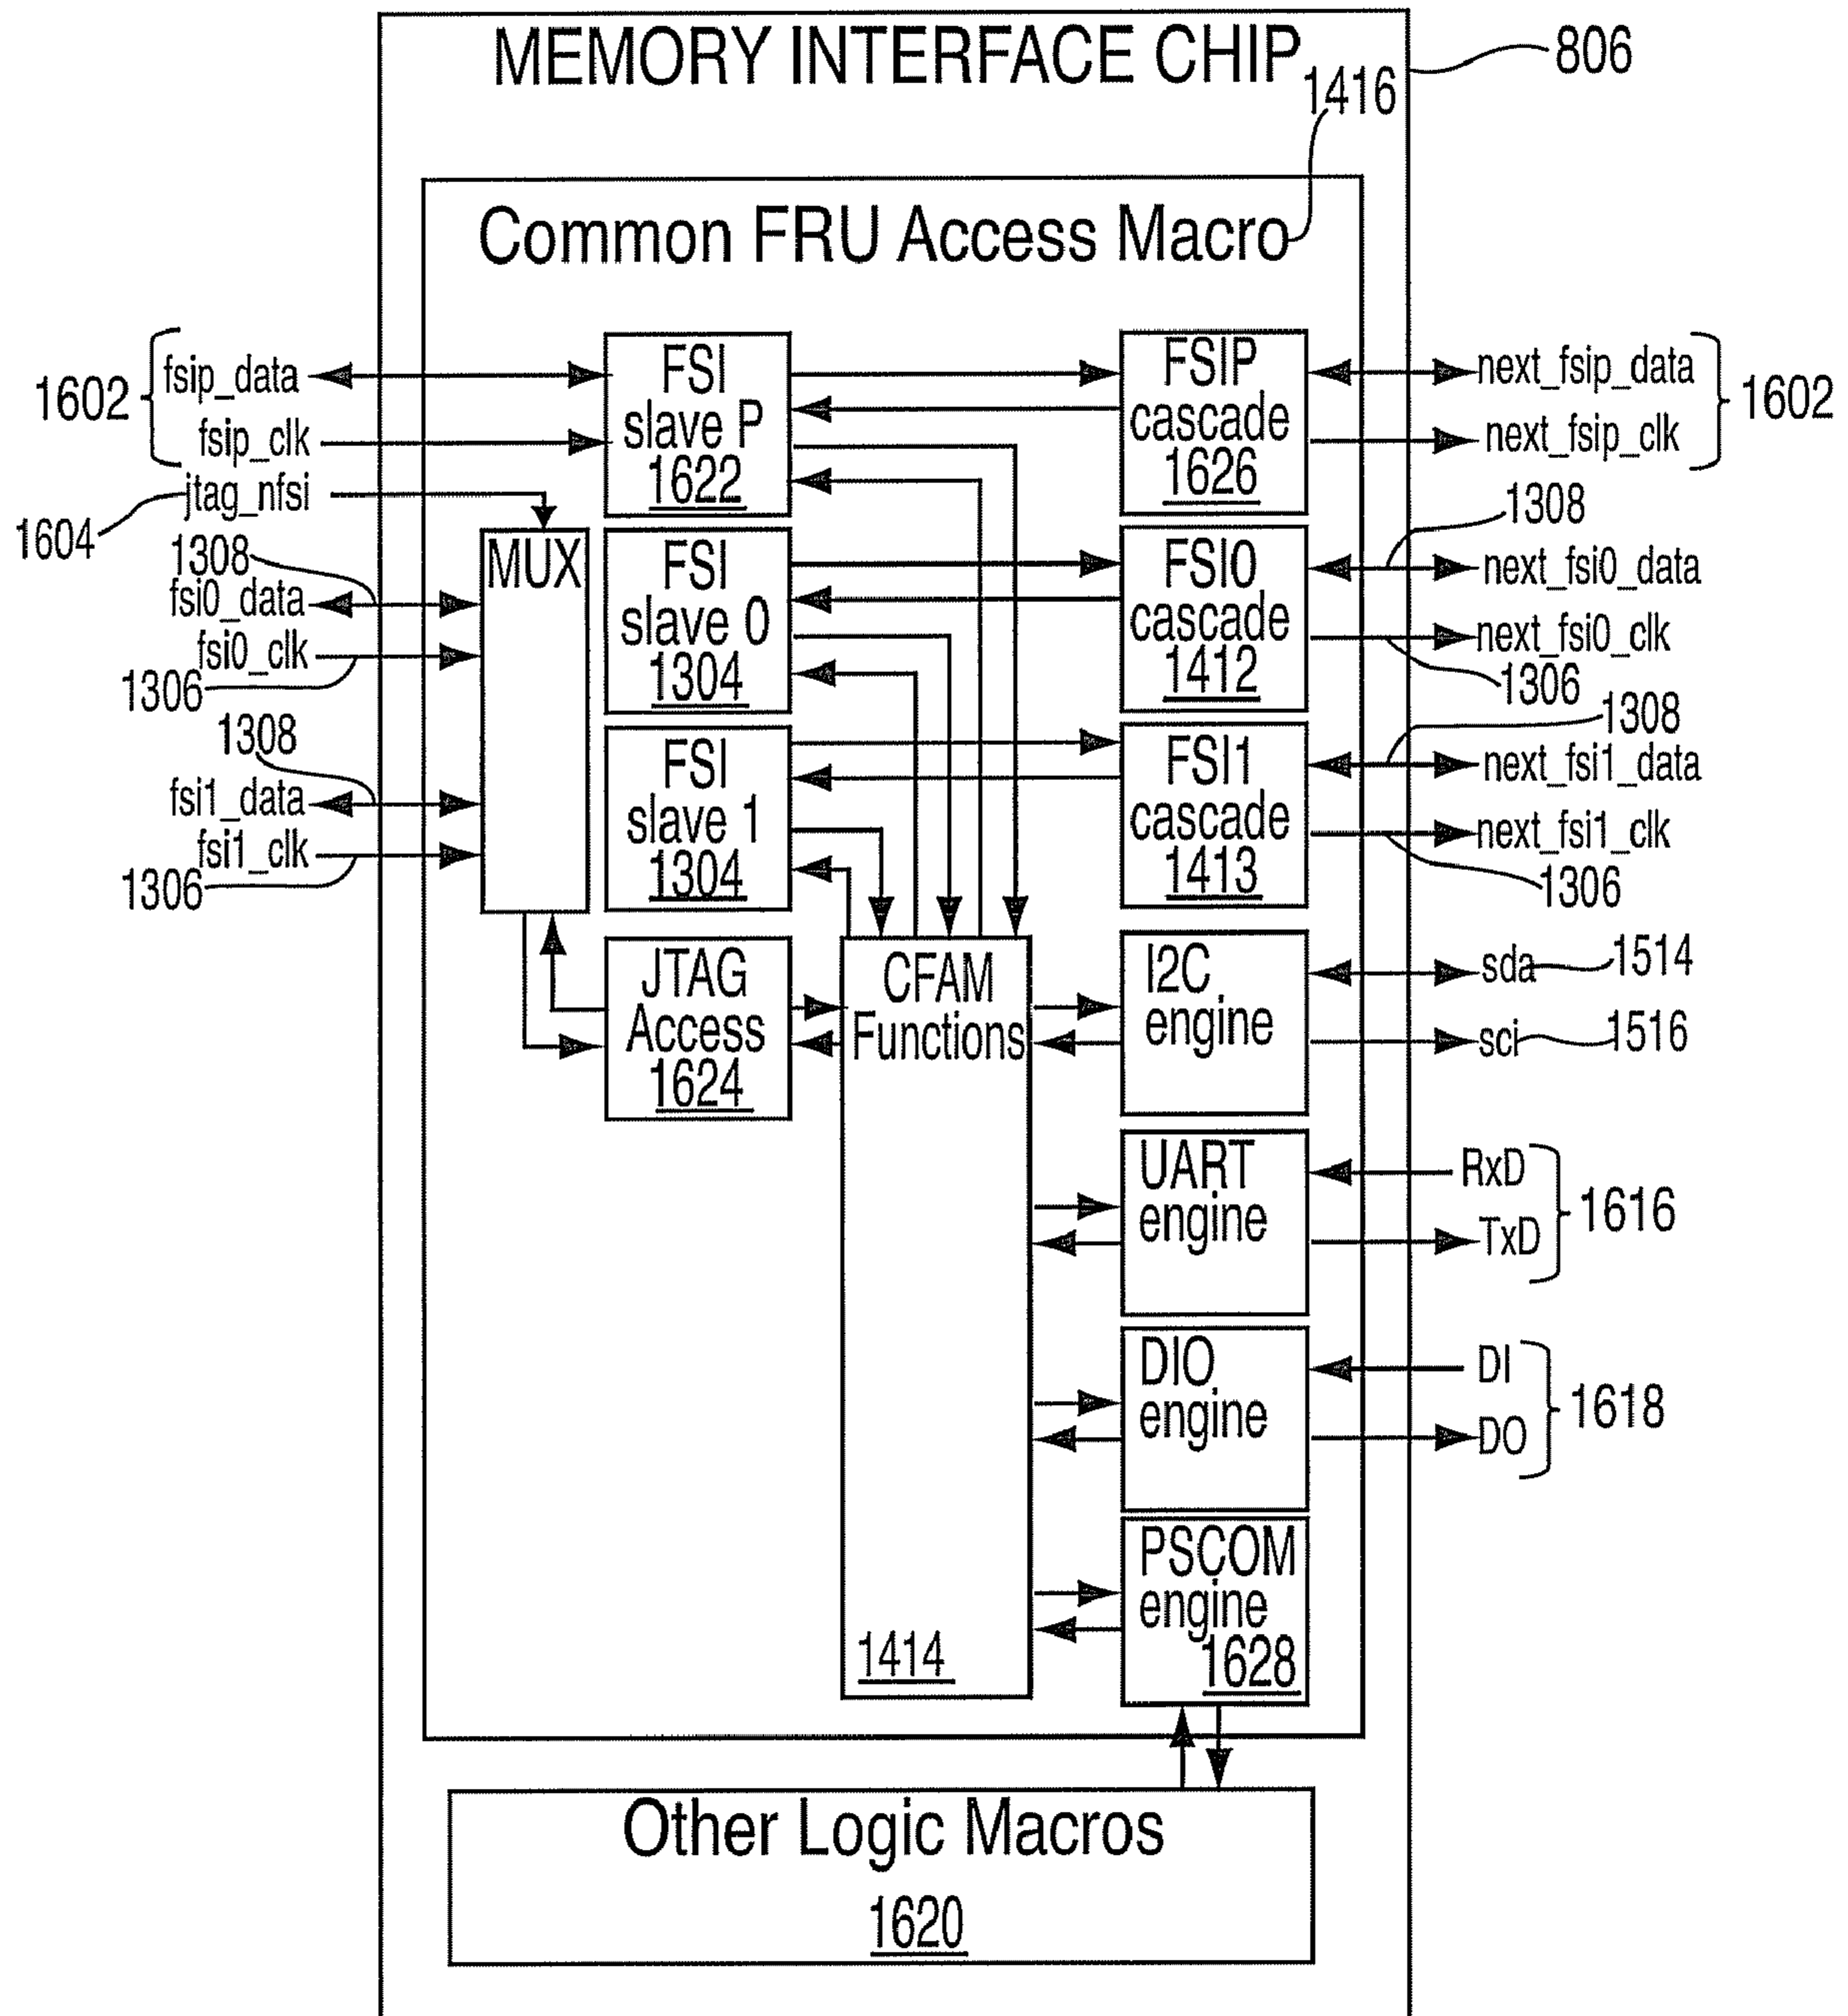 MEMORY INTERFACE CHIP
806
1416
Common FRU Access Macro
1602
fsip_data
fsip_clk
jtag_nfsi
1604
1308
fsi0_data
fsi0_clk
1306
1308
fsi1_data
fsi1_clk
1306
MUX
FSI
slave P
1622
FSI
slave 0
1304
FSI
slave 1
1304
JTAG
Access
1624
CFAM
Functions
1414
FSIP
cascade
1626
FSI0
cascade
1412
FSI1
cascade
1413
I2C
engine
UART
engine
DIO
engine
PSCOM
engine
1628
next_fsip_data
next_fsip_clk
1602
1308
next_fsi0_data
next_fsi0_clk
1306
1308
next_fsi1_data
next_fsi1_clk
1306
sda
1514
sci
1516
RxD
TxD
1616
DI
DO
1618
Other Logic Macros
1620